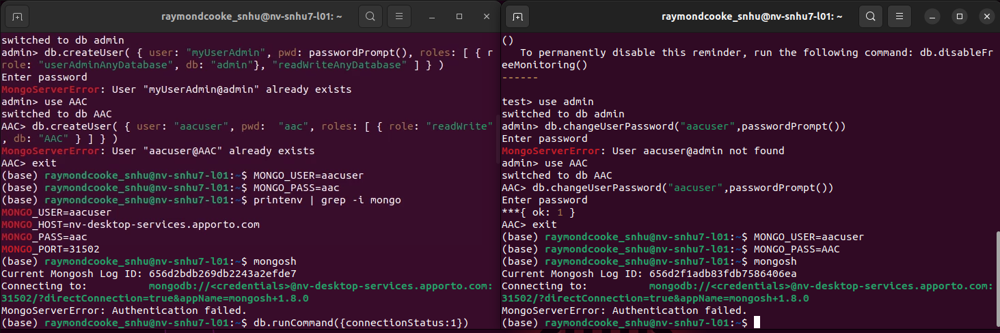 raymondcooke_snhu@nv-snhu7-l01: ~
switched to db admin
admin> db.createUser( { user: "myUserAdmin", pwd: passwordPrompt(), roles: [ { r
role: "userAdminAnyDatabase", db: "admin"}, "readWriteAnyDatabase" ] } )
Enter password
MongoServerError: User "myUserAdmin@admin" already exists
admin> use AAC
switched to db AAC
AAC> db.createUser( { user: "aacuser", pwd:  "aac", roles: [ { role: "readWrite"
, db: "AAC" } ] } )
MongoServerError: User "aacuser@AAC" already exists
AAC> exit
(base) raymondcooke_snhu@nv-snhu7-l01:~$ MONGO_USER=aacuser
(base) raymondcooke_snhu@nv-snhu7-l01:~$ MONGO_PASS=aac
(base) raymondcooke_snhu@nv-snhu7-l01:~$ printenv | grep -i mongo
MONGO_USER=aacuser
MONGO_HOST=nv-desktop-services.apporto.com
MONGO_PASS=aac
MONGO_PORT=31502
(base) raymondcooke_snhu@nv-snhu7-l01:~$ mongosh
Current Mongosh Log ID: 656d2bdb269db2243a2efde7
Connecting to:          mongodb://<credentials>@nv-desktop-services.apporto.com:
31502/?directConnection=true&appName=mongosh+1.8.0
MongoServerError: Authentication failed.
(base) raymondcooke_snhu@nv-snhu7-l01:~$ db.runCommand({connectionStatus:1})
raymondcooke_snhu@nv-snhu7-l01: ~
()
   To permanently disable this reminder, run the following command: db.disableFr
eeMonitoring()
------
test> use admin
switched to db admin
admin> db.changeUserPassword("aacuser",passwordPrompt())
Enter password
MongoServerError: User aacuser@admin not found
admin> use AAC
switched to db AAC
AAC> db.changeUserPassword("aacuser",passwordPrompt())
Enter password
***{ ok: 1 }
AAC> exit
(base) raymondcooke_snhu@nv-snhu7-l01:~$ MONGO_USER=aacuser
(base) raymondcooke_snhu@nv-snhu7-l01:~$ MONGO_PASS=AAC
(base) raymondcooke_snhu@nv-snhu7-l01:~$ mongosh
Current Mongosh Log ID: 656d2f1adb83fdb7586406ea
Connecting to:          mongodb://<credentials>@nv-desktop-services.apporto.com:
31502/?directConnection=true&appName=mongosh+1.8.0
MongoServerError: Authentication failed.
(base) raymondcooke_snhu@nv-snhu7-l01:~$